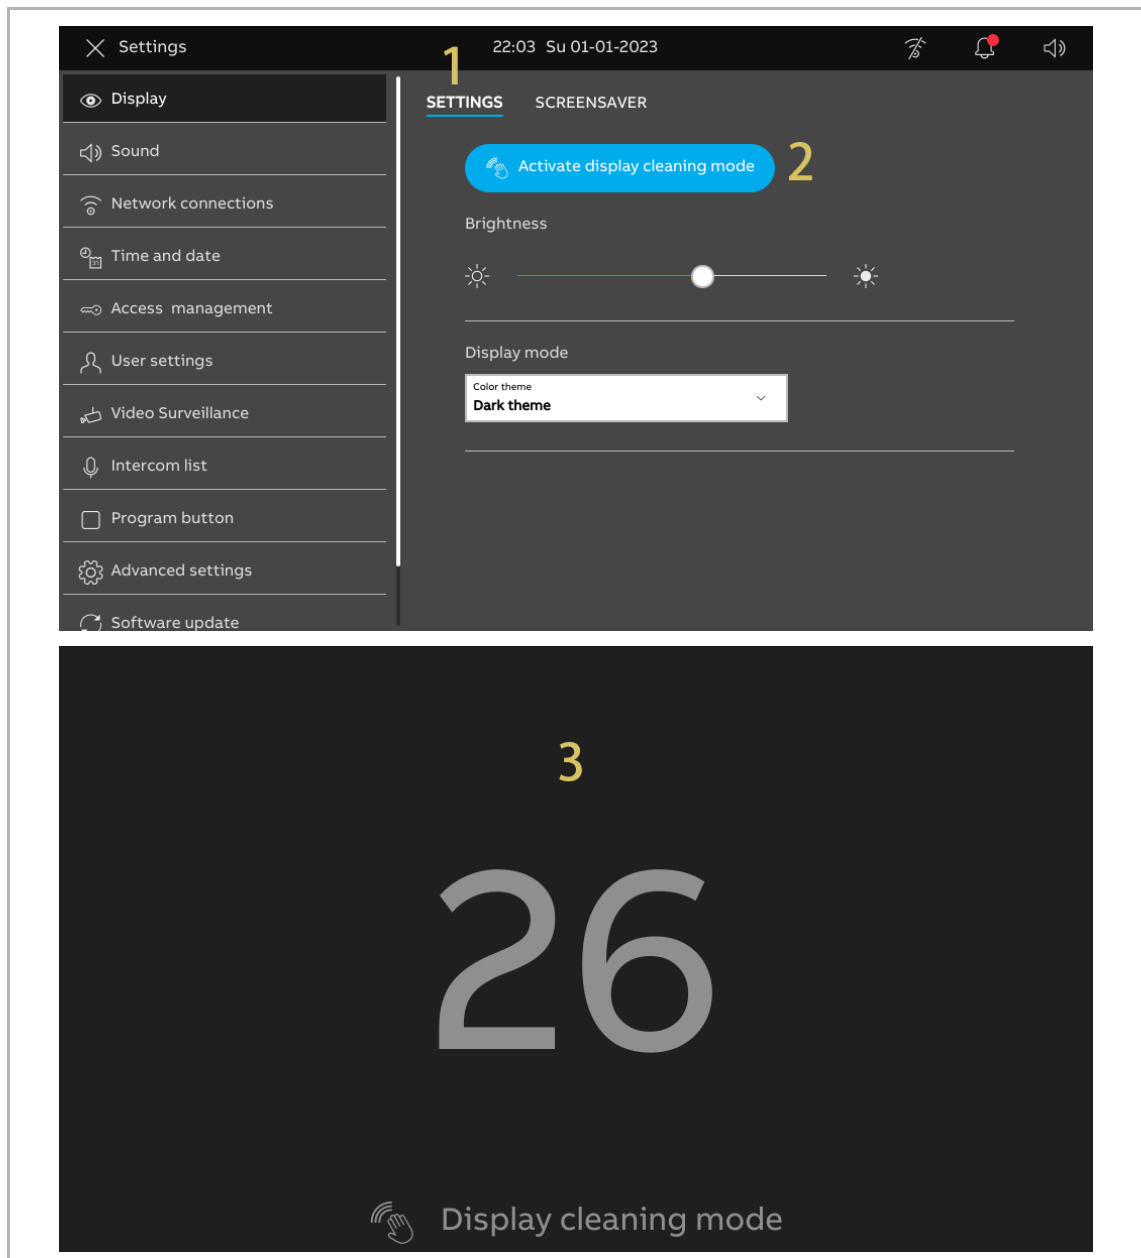 Settings
22:03 Su 01-01-2023
1
Display
SETTINGS SCREENSAVER
Sound
Activate display cleaning mode
2
Network connections
Brightness
Time and date
31
Access management
User settings
Display mode
Color theme
Dark theme
Video Surveillance
Intercom list
Program button
Advanced settings
Software update
3
26
Display cleaning mode